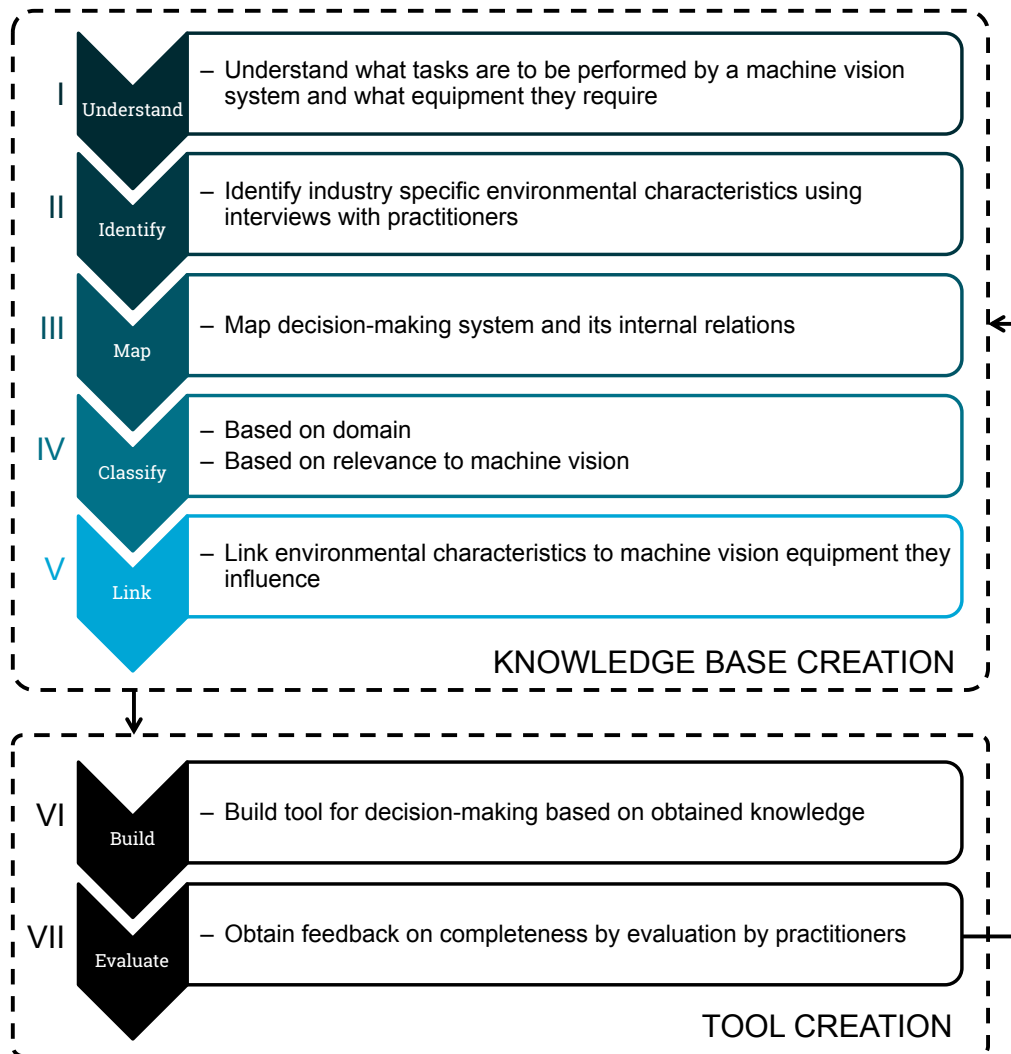 I
Understand
– Understand what tasks are to be performed by a machine vision
system and what equipment they require
II
Identify
– Identify industry specific environmental characteristics using
interviews with practitioners
III
Map
– Map decision-making system and its internal relations
IV
Classify
– Based on domain
– Based on relevance to machine vision
V
Link
– Link environmental characteristics to machine vision equipment they
influence
KNOWLEDGE BASE CREATION
VI
Build
– Build tool for decision-making based on obtained knowledge
VII
Evaluate
– Obtain feedback on completeness by evaluation by practitioners
TOOL CREATION